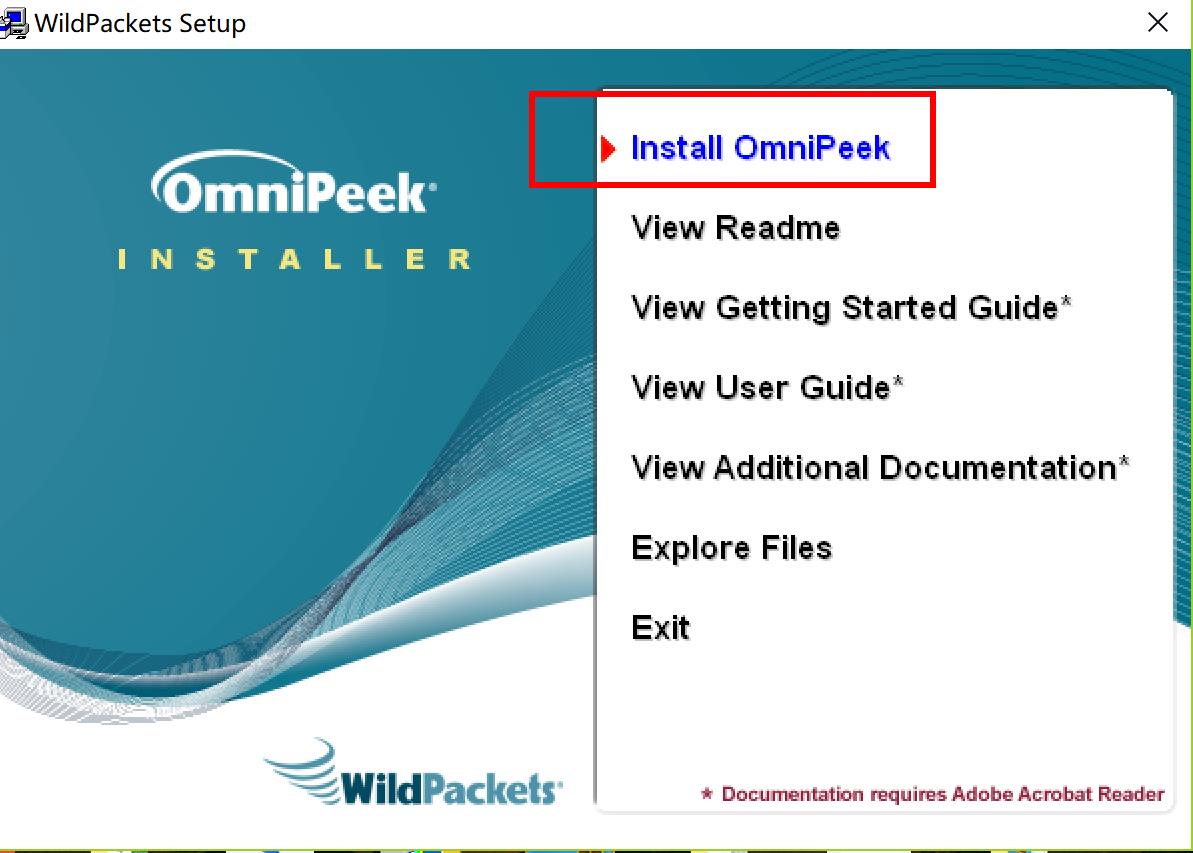 WildPackets Setup
OmniPeek
INSTALLER
Install OmniPeek
View Readme
View Getting Started Guide*
View User Guide*
View Additional Documentation*
Explore Files
Exit
WildPackets
* Documentation requires Adobe Acrobat Reader